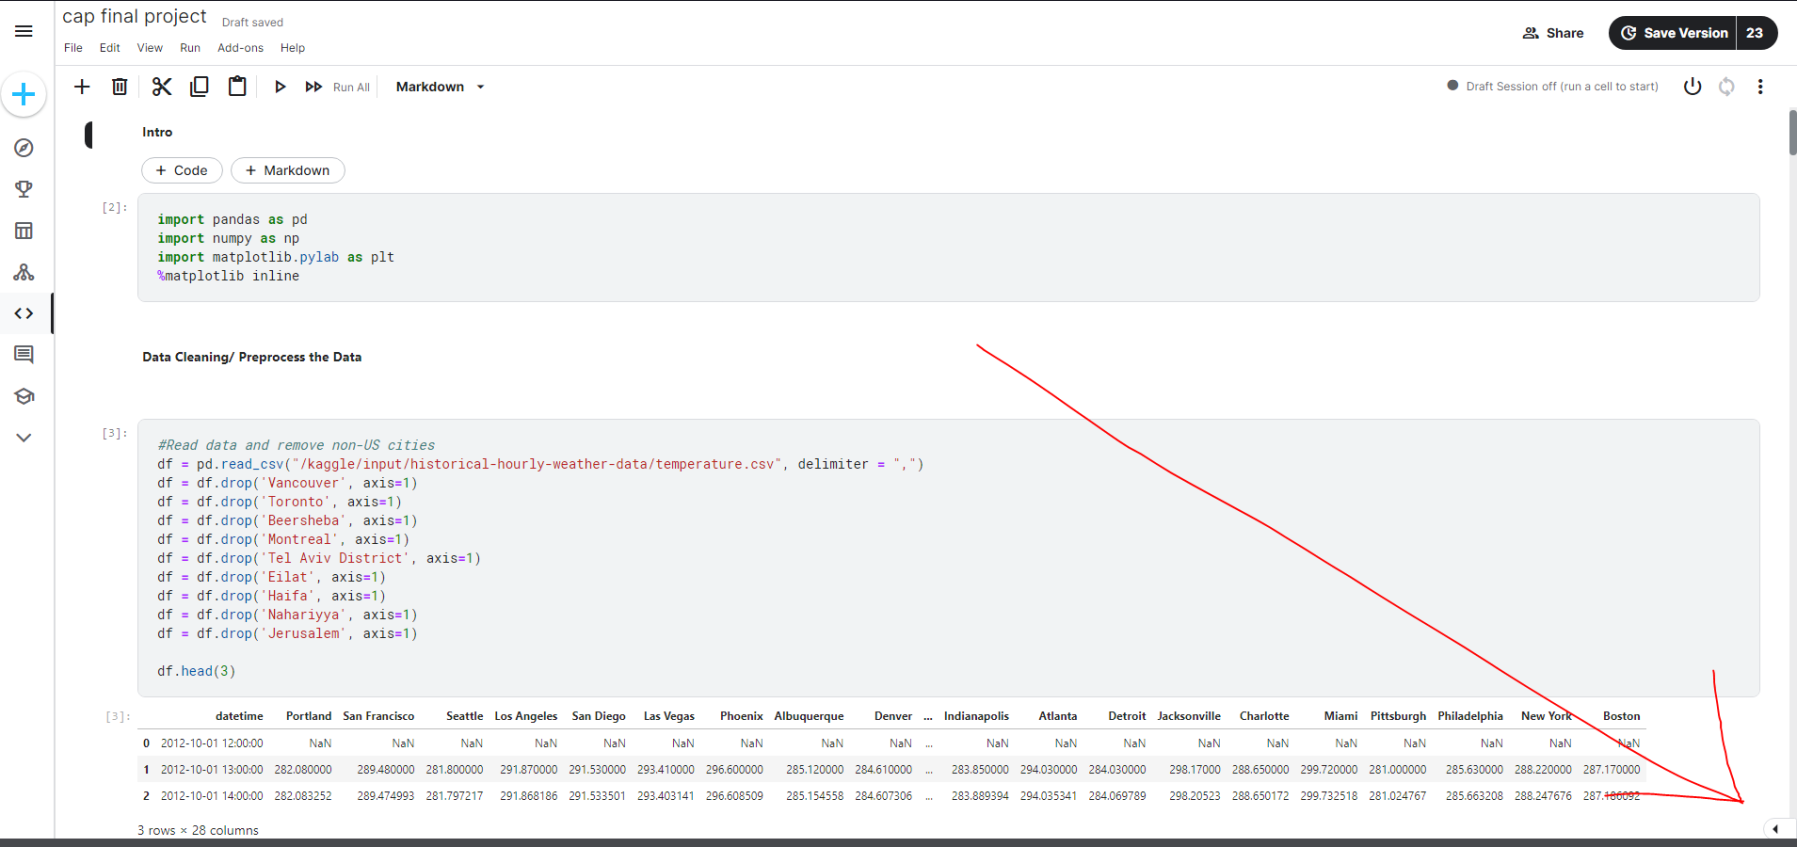 cap final project Draft saved
File Edit View Run Add-ons Help
Share
Save Version 23
Run All Markdown
Draft Session off (run a cell to start)
Intro
+ Code + Markdown
[2]:
import pandas as pd
import numpy as np
import matplotlib.pylab as plt
%matplotlib inline
Data Cleaning/ Preprocess the Data
[3]:
#Read data and remove non-US cities
df = pd.read_csv("/kaggle/input/historical-hourly-weather-data/temperature.csv", delimiter = ",")
df = df.drop('Vancouver', axis=1)
df = df.drop('Toronto', axis=1)
df = df.drop('Beersheba', axis=1)
df = df.drop('Montreal', axis=1)
df = df.drop('Tel Aviv District', axis=1)
df = df.drop('Eilat', axis=1)
df = df.drop('Haifa', axis=1)
df = df.drop('Nahariyya', axis=1)
df = df.drop('Jerusalem', axis=1)
df.head(3)
[3]:
datetime Portland San Francisco Seattle Los Angeles San Diego Las Vegas Phoenix Albuquerque Denver ... Indianapolis Atlanta Detroit Jacksonville Charlotte Miami Pittsburgh Philadelphia New York Boston
0 2012-10-01 12:00:00 NaN NaN NaN NaN NaN NaN NaN NaN NaN ... NaN NaN NaN NaN NaN NaN NaN NaN NaN NaN
1 2012-10-01 13:00:00 282.080000 289.480000 281.800000 291.870000 291.530000 293.410000 296.600000 285.120000 284.610000 ... 283.850000 294.030000 284.030000 298.17000 288.650000 299.720000 281.000000 285.630000 288.220000 287.170000
2 2012-10-01 14:00:00 282.083252 289.474993 281.797217 291.868186 291.533501 293.403141 296.608509 285.154558 284.607306 ... 283.889394 294.035341 284.069789 298.20523 288.650172 299.732518 281.024767 285.663208 288.247676 287.186092
3 rows × 28 columns